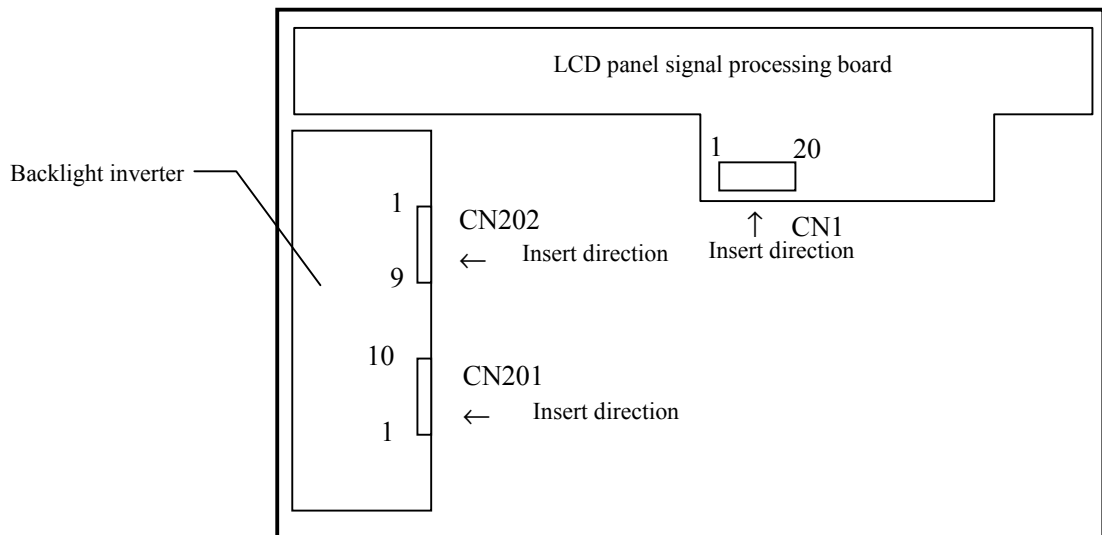 LCD panel signal processing board
1 20
Backlight inverter
1
CN202
↑ CN1
← Insert direction
Insert direction
9
10
CN201
← Insert direction
1